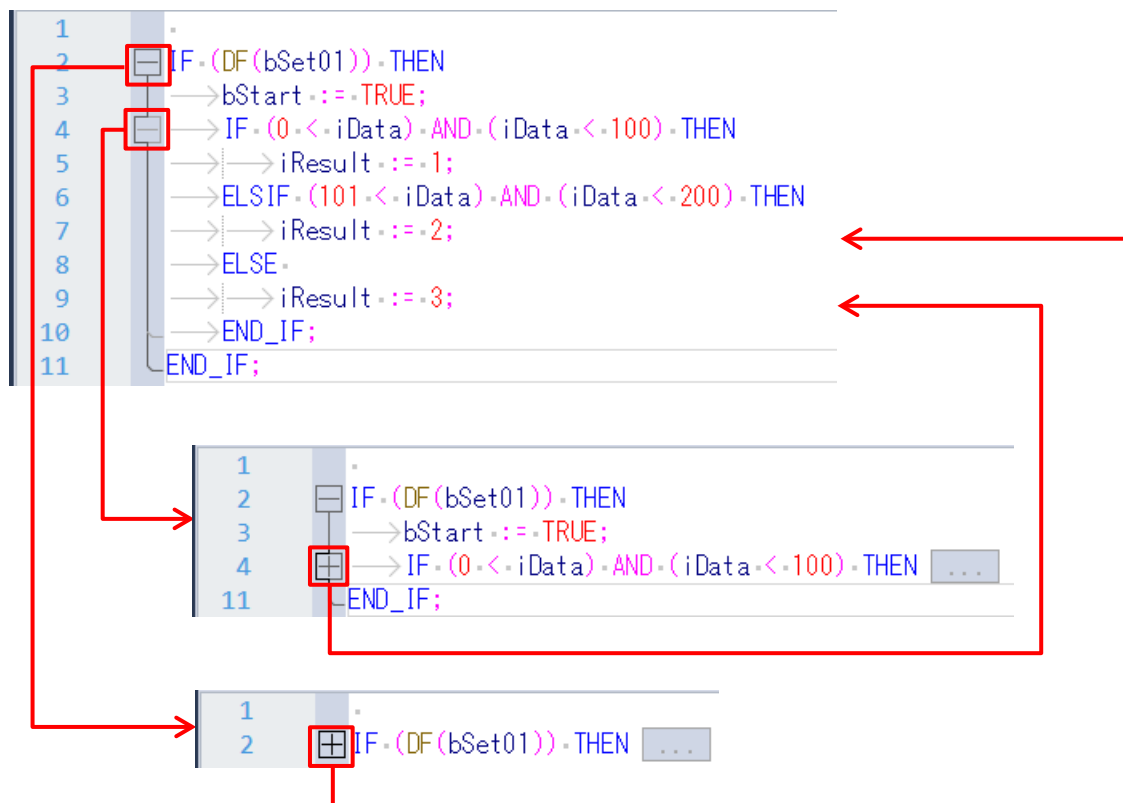 1
2 IF (DF(bSet01)) THEN
3 bStart := TRUE;
4 IF (0 < iData) AND (iData < 100) THEN
5 iResult := 1;
6 ELSIF (101 < iData) AND (iData < 200) THEN
7 iResult := 2;
8 ELSE
9 iResult := 3;
10 END_IF;
11 END_IF;
1
2 IF (DF(bSet01)) THEN
3 bStart := TRUE;
4 IF (0 < iData) AND (iData < 100) THEN ...
11 END_IF;
1
2 IF (DF(bSet01)) THEN ...